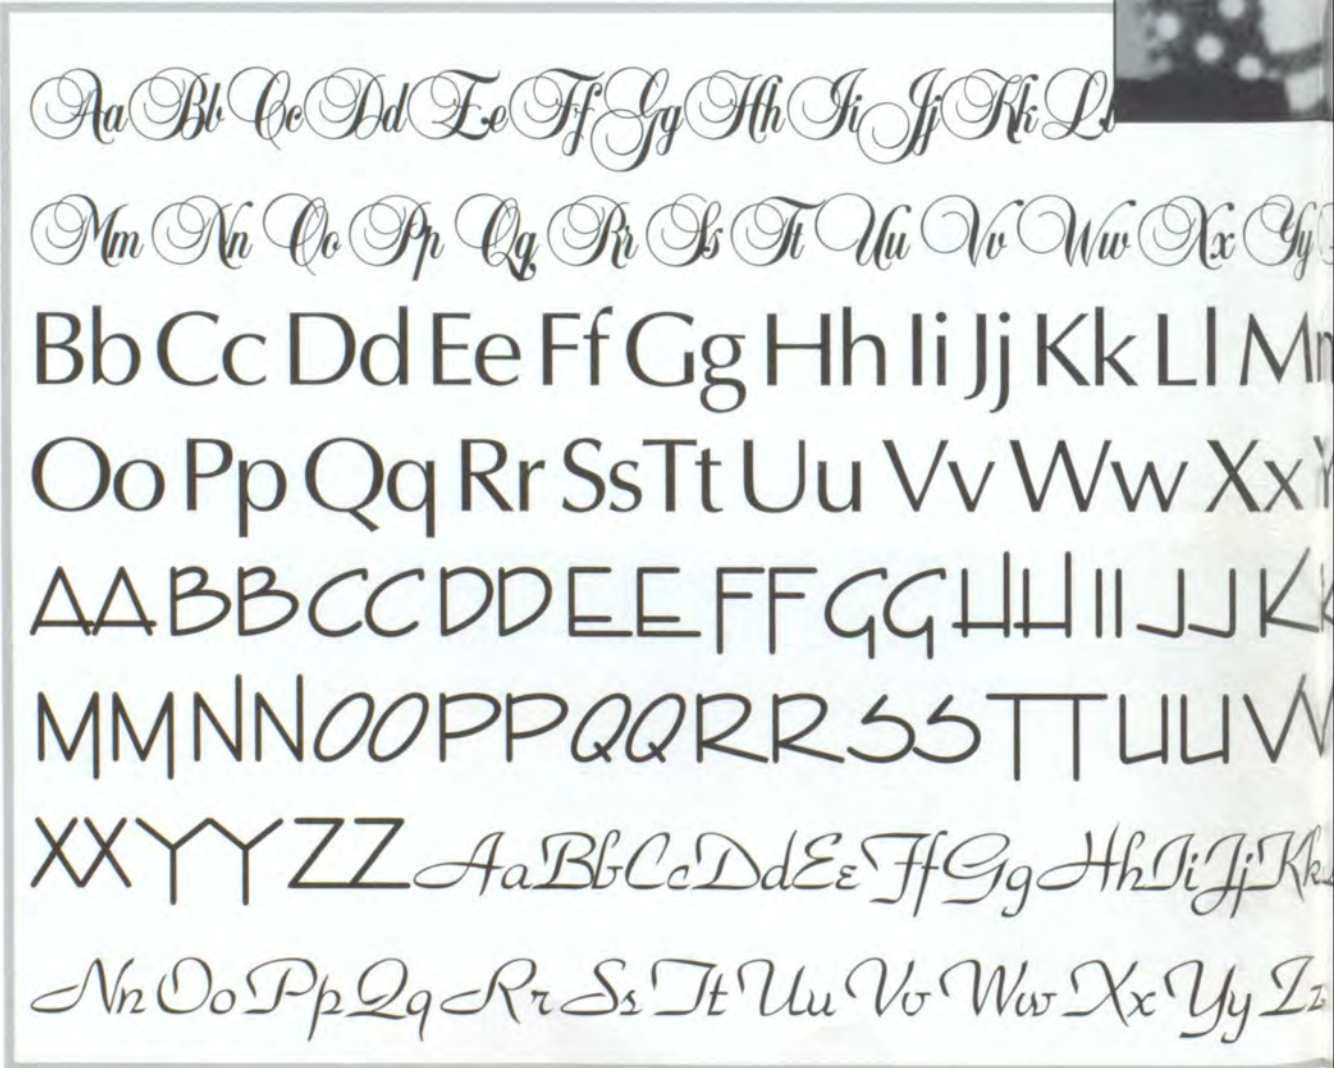 Aa Bb Cc Dd Ee Ff Gg Hh Ii Jj Kk Ll
Mm Nn Oo Pp Qq Rr Ss Tt Uu Vv Ww Xx Yy
Bb Cc Dd Ee Ff Gg Hh Ii Jj Kk Ll M
Oo Pp Qq Rr Ss Tt Uu Vv Ww Xx
AA BB CC DD EE FF GG HH II JJ K
MM NN OO PP QQ RR SS TT UU V
XX YY ZZ Aa Bb Cc Dd Ee Ff Gg Hh Ii Jj Kk
Nn Oo Pp Qq Rr Ss Tt Uu Vv Ww Xx Yy Zz